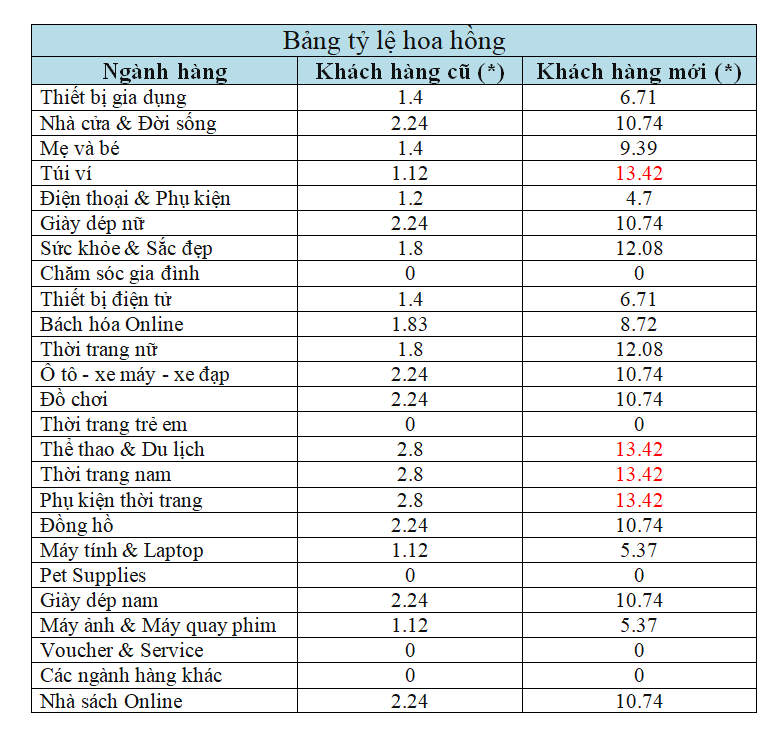 Bảng tỷ lệ hoa hồng
Ngành hàng Khách hàng cũ (*) Khách hàng mới (*)
Thiết bị gia dụng 1.4 6.71
Nhà cửa & Đời sống 2.24 10.74
Mẹ và bé 1.4 9.39
Túi ví 1.12 13.42
Điện thoại & Phụ kiện 1.2 4.7
Giày dép nữ 2.24 10.74
Sức khỏe & Sắc đẹp 1.8 12.08
Chăm sóc gia đình 0 0
Thiết bị điện tử 1.4 6.71
Bách hóa Online 1.83 8.72
Thời trang nữ 1.8 12.08
Ô tô - xe máy - xe đạp 2.24 10.74
Đồ chơi 2.24 10.74
Thời trang trẻ em 0 0
Thể thao & Du lịch 2.8 13.42
Thời trang nam 2.8 13.42
Phụ kiện thời trang 2.8 13.42
Đồng hồ 2.24 10.74
Máy tính & Laptop 1.12 5.37
Pet Supplies 0 0
Giày dép nam 2.24 10.74
Máy ảnh & Máy quay phim 1.12 5.37
Voucher & Service 0 0
Các ngành hàng khác 0 0
Nhà sách Online 2.24 10.74